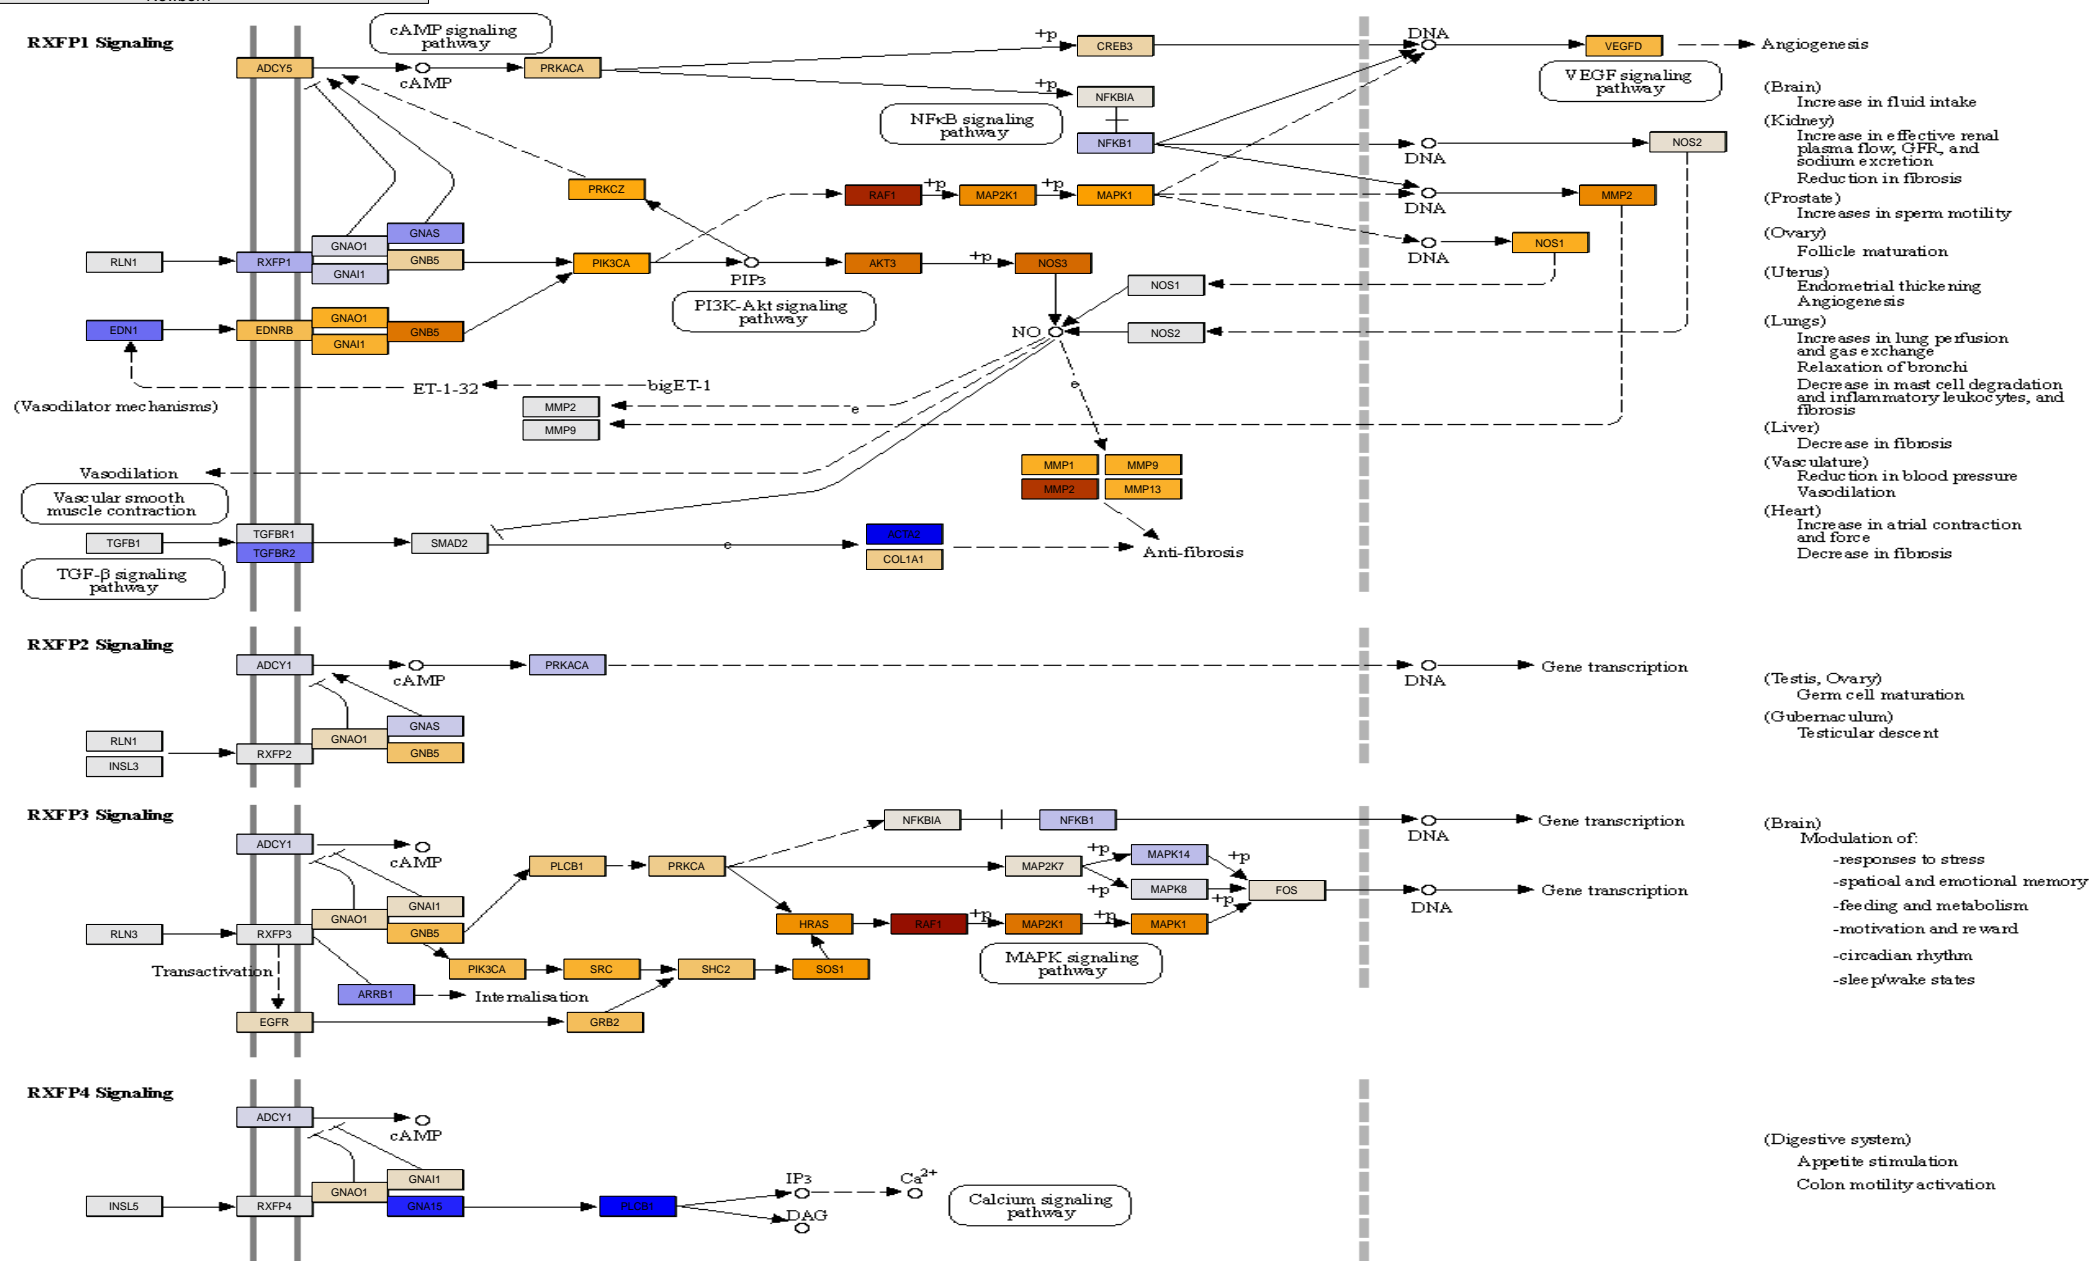 RXFP1 Signaling
cAMP signaling
pathway
ADCY5
cAMP
PRKACA
+p
CREB3
DNA
VEGFD
Angiogenesis
VEGF signaling
pathway
+p
NFKBIA
NFκB signaling
pathway
NFKB1
DNA
NOS2
PRKCZ
RAF1
+p
MAP2K1
+p
MAPK1
DNA
MMP2
GNAO1
GNAS
RLN1
RXFP1
GNAI1
GNB5
PIK3CA
PIP3
AKT3
+p
NOS3
DNA
NOS1
NOS1
PI3K-Akt signaling
pathway
EDN1
EDNRB
GNAO1
GNAI1
GNB5
NO
NOS2
ET-1-32
bigET-1
(Vasodilator mechanisms)
MMP2
MMP9
e
e
Vasodilation
Vascular smooth
muscle contraction
MMP1
MMP9
MMP2
MMP13
TGFB1
TGFBR1
TGFBR2
SMAD2
e
ACTA2
COL1A1
Anti-fibrosis
TGF-β signaling
pathway
(Brain)
Increase in fluid intake
(Kidney)
Increase in effective renal
plasma flow, GFR, and
sodium excretion
Reduction in fibrosis
(Prostate)
Increases in sperm motility
(Ovary)
Follicle maturation
(Uterus)
Endometrial thickening
Angiogenesis
(Lungs)
Increases in lung perfusion
and gas exchange
Relaxation of bronchi
Decrease in mast cell degradation
and inflammatory leukocytes, and
fibrosis
(Liver)
Decrease in fibrosis
(Vasculature)
Reduction in blood pressure
Vasodilation
(Heart)
Increase in atrial contraction
and force
Decrease in fibrosis
RXFP2 Signaling
ADCY1
cAMP
PRKACA
DNA
Gene transcription
RLN1
INSL3
RXFP2
GNAO1
GNAS
GNB5
(Testis, Ovary)
Germ cell maturation
(Gubernaculum)
Testicular descent
RXFP3 Signaling
ADCY1
cAMP
NFKBIA
NFKB1
DNA
Gene transcription
PLCB1
PRKCA
MAP2K7
+p
MAPK14
+p
+p
MAPK8
+p
FOS
DNA
Gene transcription
RLN3
RXFP3
GNAO1
GNAI1
GNB5
HRAS
RAF1
+p
MAP2K1
+p
MAPK1
MAPK signaling
pathway
PIK3CA
SRC
SHC2
SOS1
Transactivation
ARRB1
Internalisation
EGFR
GRB2
(Brain)
Modulation of:
-responses to stress
-spatioal and emotional memory
-feeding and metabolism
-motivation and reward
-circadian rhythm
-sleep/wake states
RXFP4 Signaling
ADCY1
cAMP
INSL5
RXFP4
GNAO1
GNAI1
GNA15
PLCB1
IP3
DAG
Ca2+
Calcium signaling
pathway
(Digestive system)
Appetite stimulation
Colon motility activation